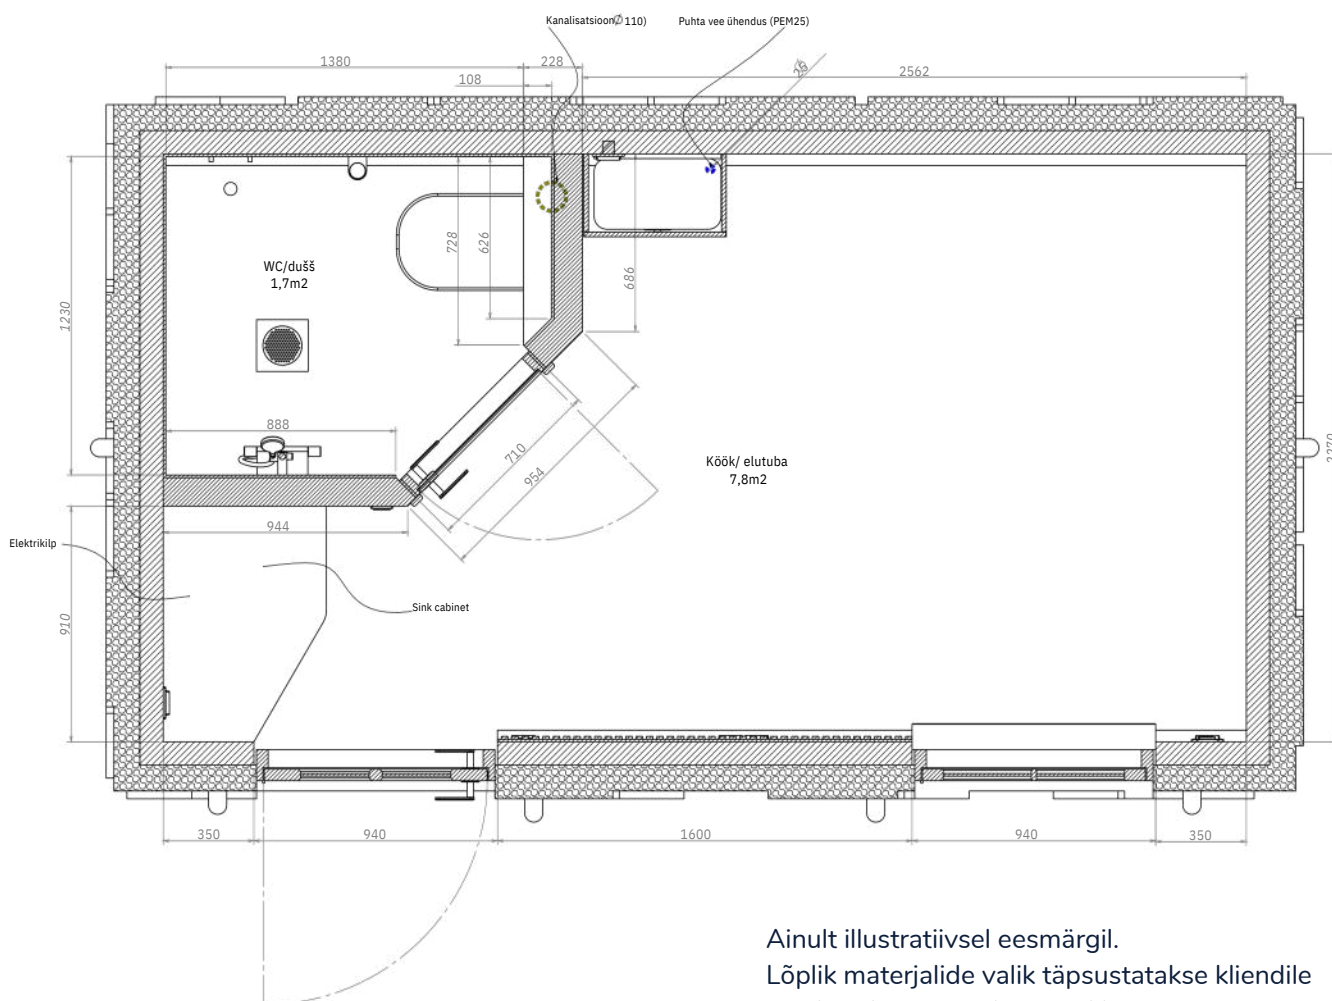 Kanalisatsioon∅ 110)
Puhta vee ühendus (PEM25)
1380
228
2562
108
WC/dušš
1,7m2
728
626
686
1230
888
710
954
944
Köök/ elutuba
7,8m2
Elektrikilp
Sink cabinet
910
350
940
1600
940
350
Ainult illustratiivsel eesmärgil.
Lõplik materjalide valik täpsustatakse kliendile